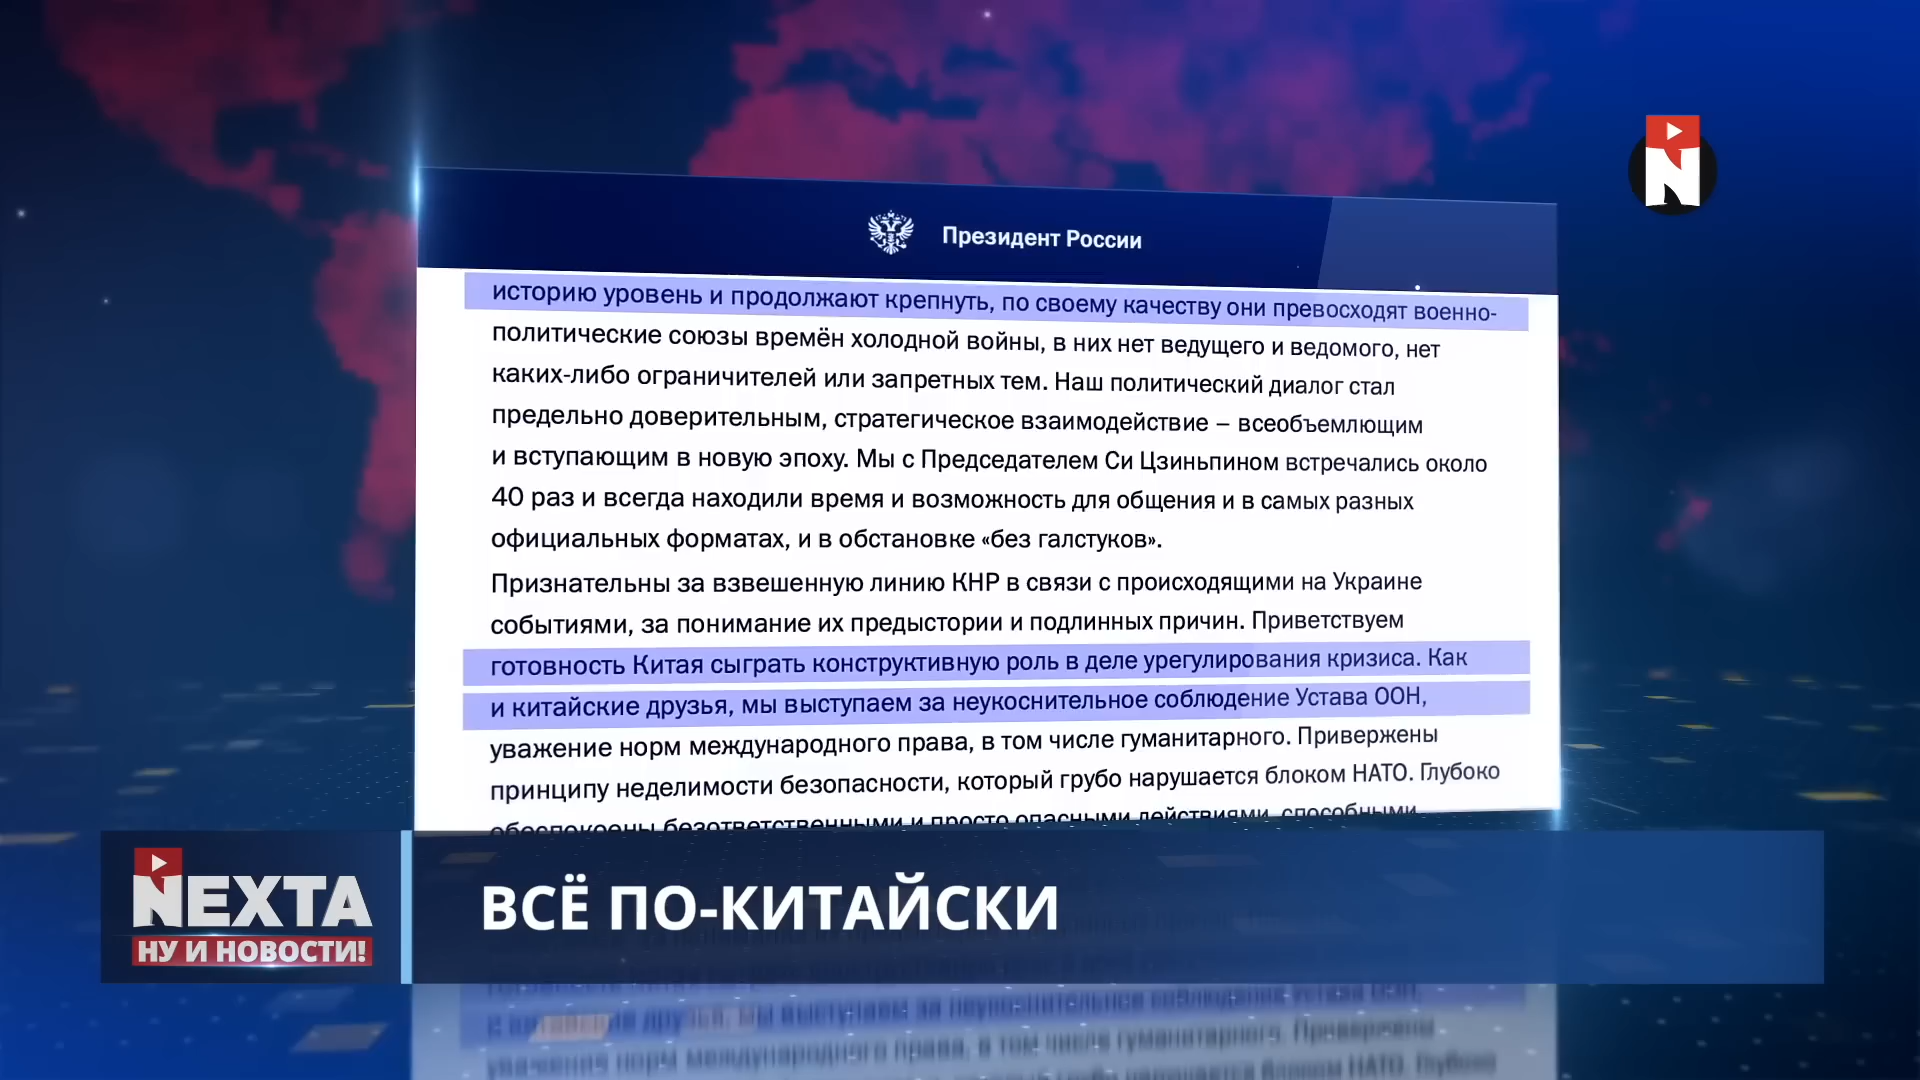 Президент России
историю уровень и продолжают крепнуть, по своему качеству они превосходят военно-
политические союзы времён холодной войны, в них нет ведущего и ведомого, нет
каких-либо ограничителей или запретных тем. Наш политический диалог стал
предельно доверительным, стратегическое взаимодействие – всеобъемлющим
и вступающим в новую эпоху. Мы с Председателем Си Цзиньпином встречались около
40 раз и всегда находили время и возможность для общения и в самых разных
официальных форматах, и в обстановке «без галстуков».
Признательны за взвешенную линию КНР в связи с происходящими на Украине
событиями, за понимание их предыстории и подлинных причин. Приветствуем
готовность Китая сыграть конструктивную роль в деле урегулирования кризиса. Как
и китайские друзья, мы выступаем за неукоснительное соблюдение Устава ООН,
уважение норм международного права, в том числе гуманитарного. Привержены
принципу неделимости безопасности, который грубо нарушается блоком НАТО. Глубоко
обеспокоены безответственными и просто опасными действиями, способными
NEXTA
НУ И НОВОСТИ!
ВСЁ ПО-КИТАЙСКИ